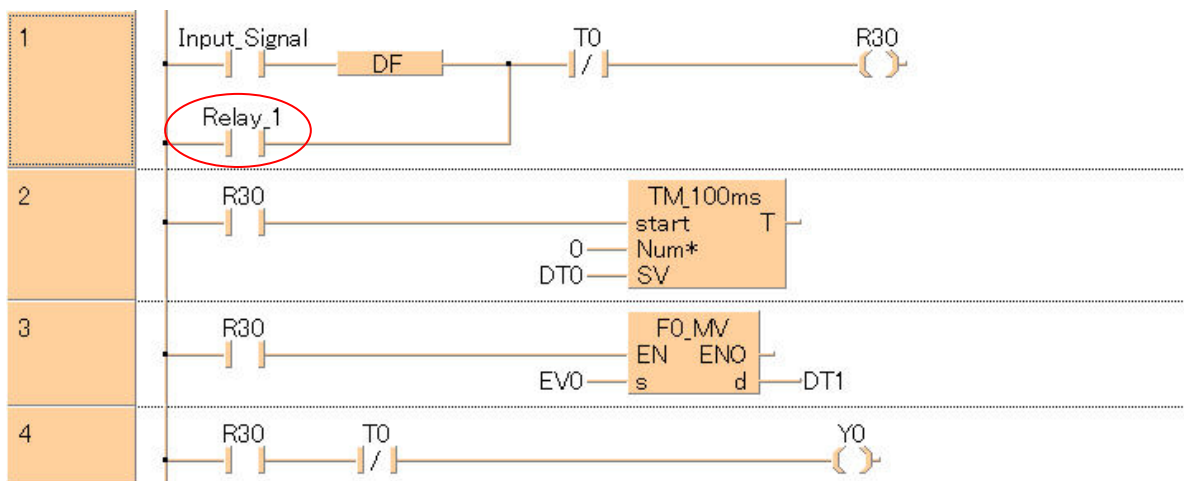 1
Input_Signal T0 R30
DF
Relay_1
2
R30 TM_100ms
start T
0 Num*
DT0 SV
3
R30 F0_MV
EN ENO
EV0 s d DT1
4
R30 T0 Y0